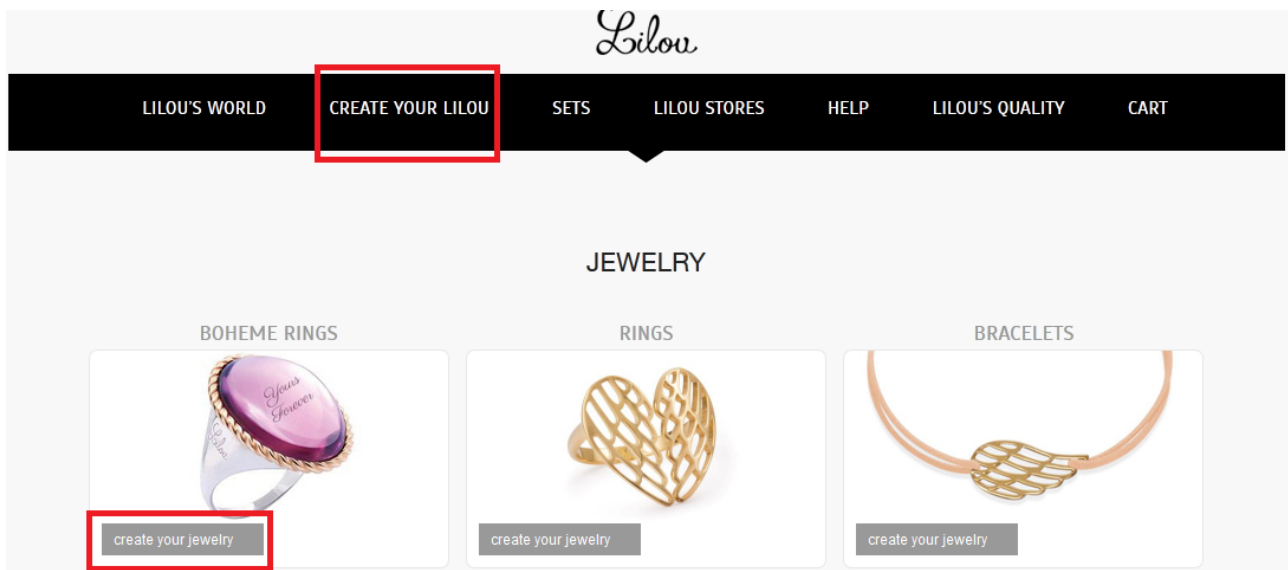 Lilou
LILOU'S WORLD CREATE YOUR LILOU SETS LILOU STORES HELP LILOU'S QUALITY CART
JEWELRY
BOHEME RINGS RINGS BRACELETS
Yours
Forever
Lilou
create your jewelry create your jewelry create your jewelry